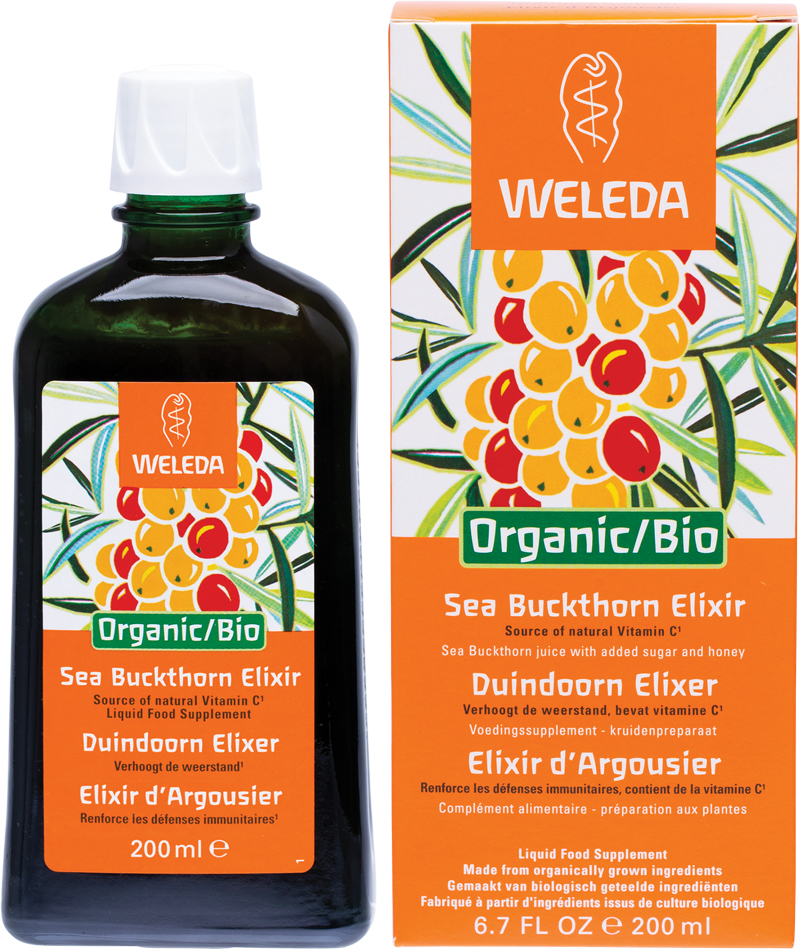 WELEDA
Organic/Bio
Sea Buckthorn Elixir
Source of natural Vitamin C¹
Liquid Food Supplement
Duindoorn Elixer
Verhoogt de weerstand¹
Elixir d'Argousier
Renforce les défenses immunitaires¹
200 ml ℮
1
WELEDA
Organic/Bio
Sea Buckthorn Elixir
Source of natural Vitamin C¹
Sea Buckthorn juice with added sugar and honey
Duindoorn Elixer
Verhoogt de weerstand, bevat vitamine C¹
Voedingssupplement - kruidenpreparaat
Elixir d'Argousier
Renforce les défenses immunitaires, contient de la vitamine C¹
Complément alimentaire - préparation aux plantes
Liquid Food Supplement
Made from organically grown ingredients
Gemaakt van biologisch geteelde ingrediënten
Fabriqué à partir d'ingrédients issus de culture biologique
6.7 FL OZ ℮ 200 ml